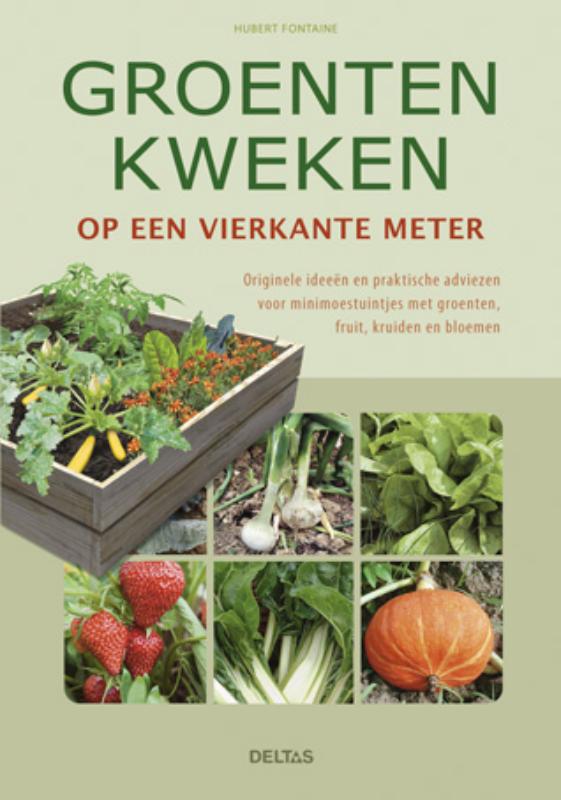 HUBERT FONTAINE
GROENTEN
KWEKEN
OP EEN VIERKANTE METER
Originele ideeën en praktische adviezen
voor minimoestuintjes met groenten,
fruit, kruiden en bloemen
DELTAS